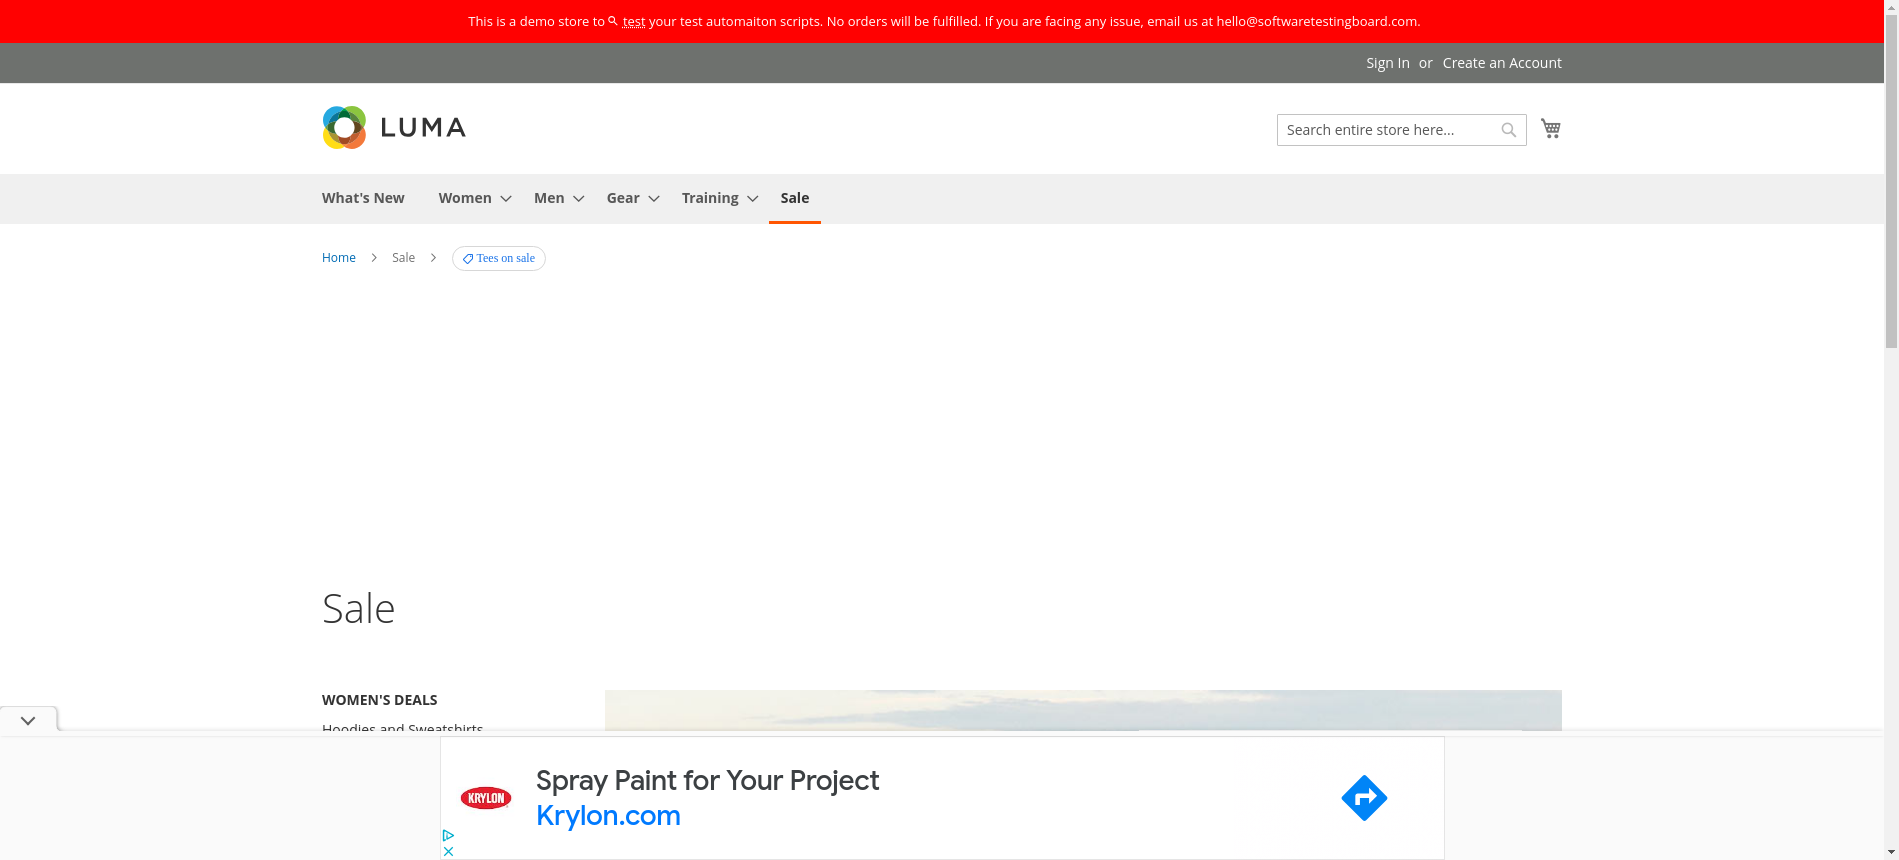 This is a demo store to test your test automaiton scripts. No orders will be fulfilled. If you are facing any issue, email us at hello@softwaretestingboard.com.
Sign In or Create an Account
LUMA
Search entire store here...
What's New Women Men Gear Training Sale
Home Sale Tees on sale
Sale
WOMEN'S DEALS
Hoodies and Sweatshirts
KRYLON
Spray Paint for Your Project
Krylon.com